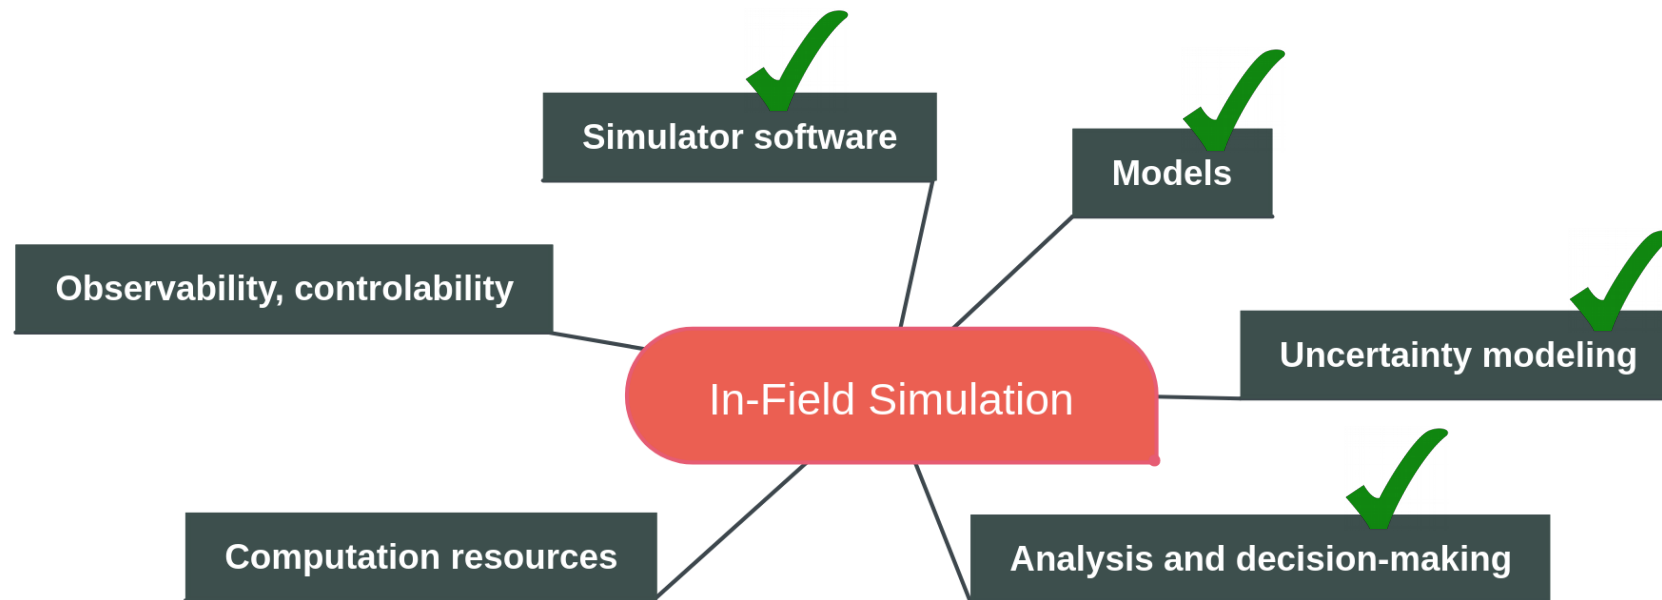 Simulator software
Models
Observability, controlability
Uncertainty modeling
In-Field Simulation
Computation resources
Analysis and decision-making